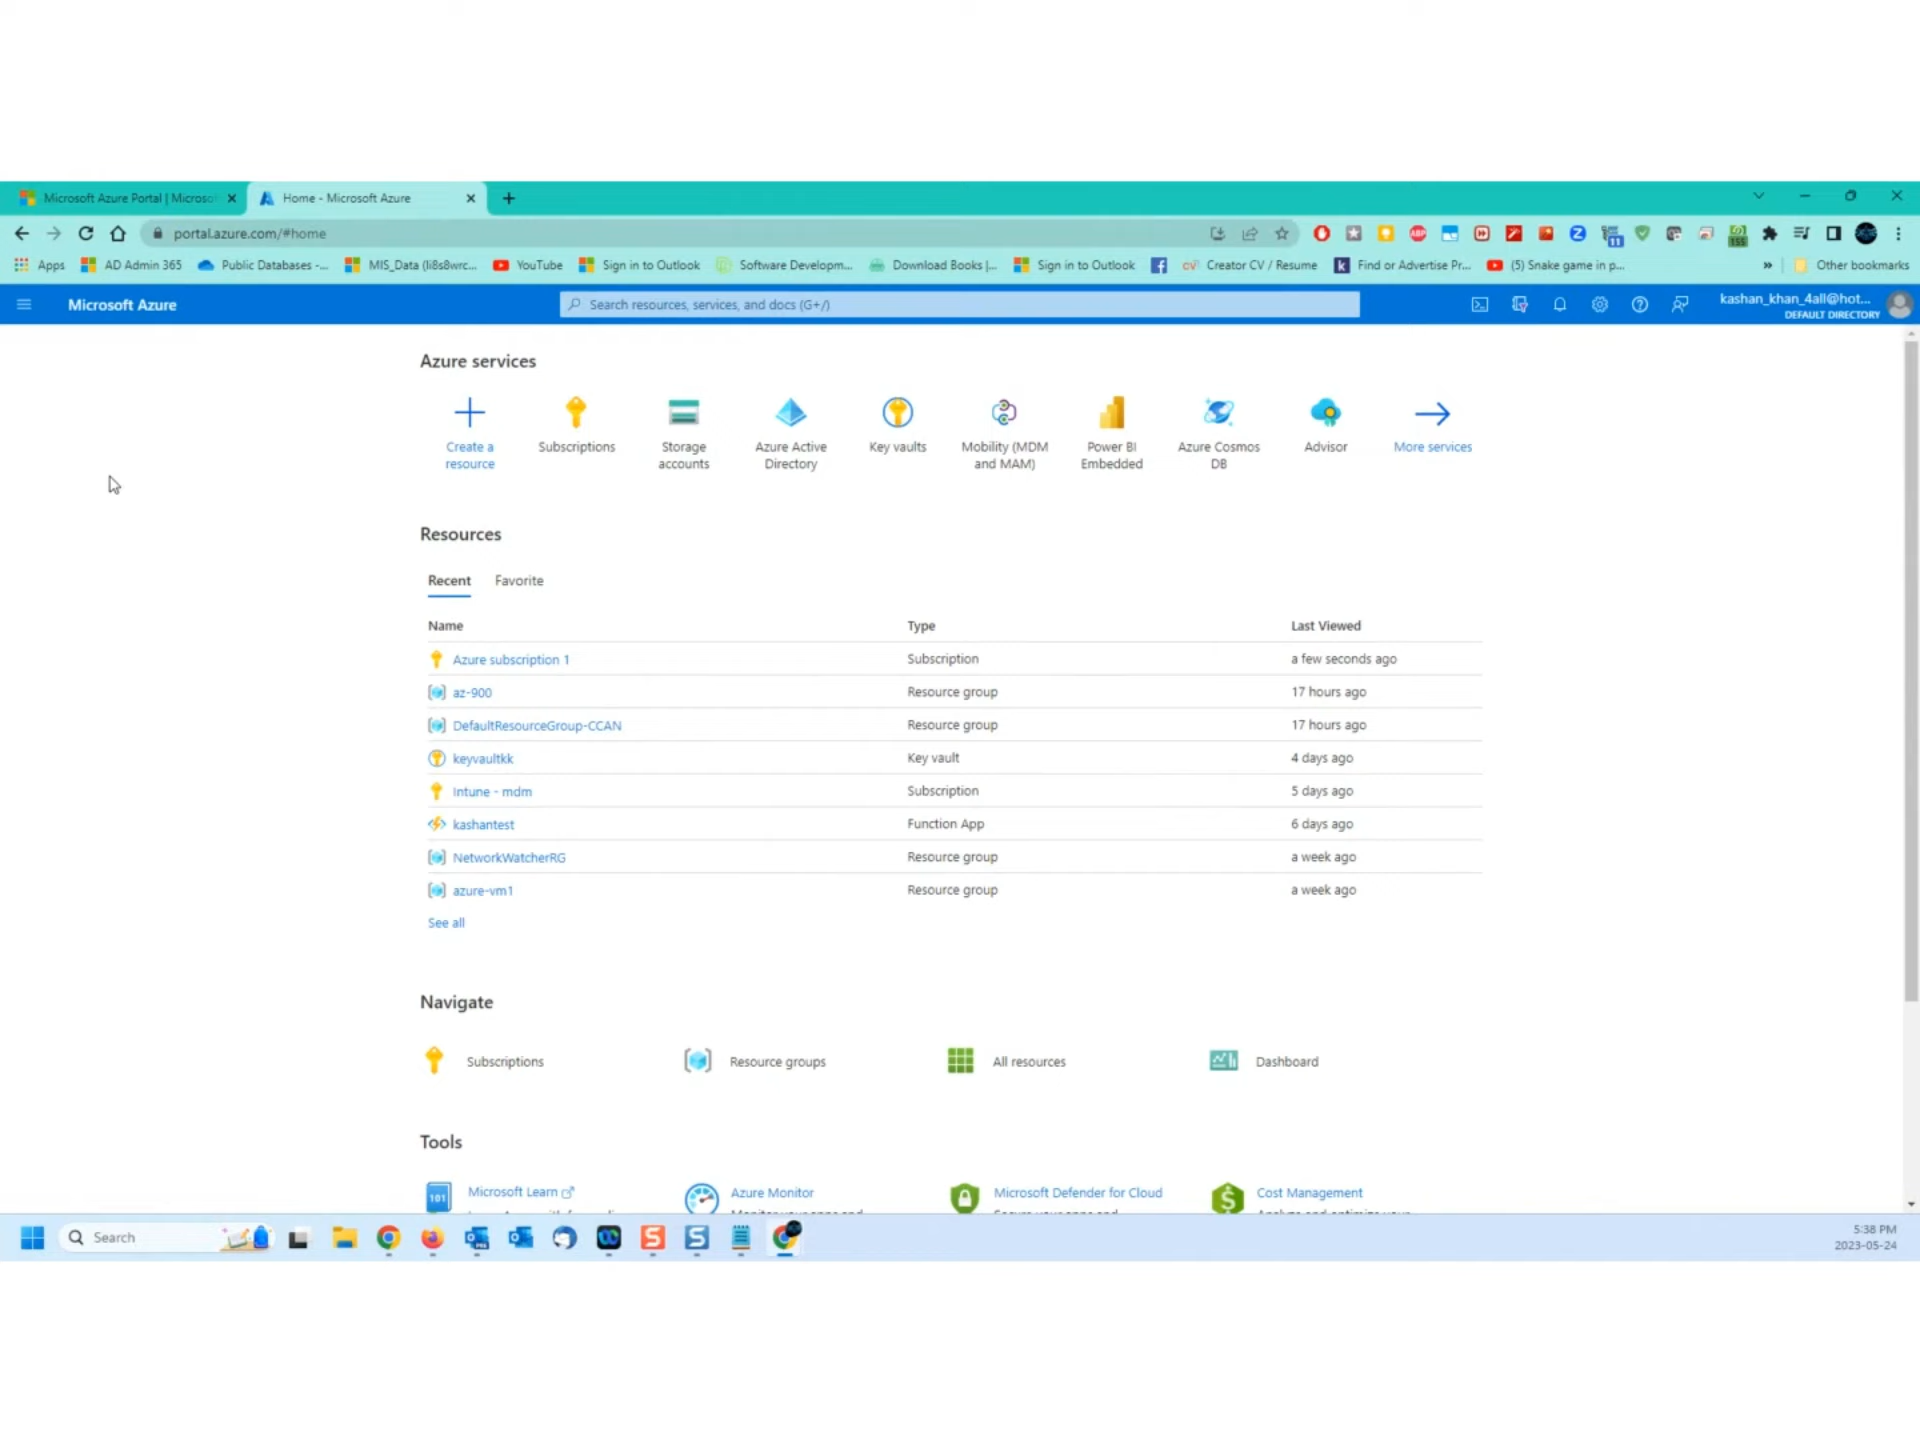 Microsoft Azure Portal | Microsof
Home - Microsoft Azure
portal.azure.com/#home
Apps
AD Admin 365
Public Databases -...
MIS_Data (li8s8wrc...
YouTube
Sign in to Outlook
Software Developm...
Download Books |...
Sign in to Outlook
Creator CV / Resume
Find or Advertise Pr...
(5) Snake game in p...
»
Other bookmarks
Microsoft Azure
Search resources, services, and docs (G+/)
kashan_khan_4all@hot...
DEFAULT DIRECTORY
Azure services
Create a
resource
Subscriptions
Storage
accounts
Azure Active
Directory
Key vaults
Mobility (MDM
and MAM)
Power BI
Embedded
Azure Cosmos
DB
Advisor
More services
Resources
Recent
Favorite
Name
Type
Last Viewed
Azure subscription 1
Subscription
a few seconds ago
az-900
Resource group
17 hours ago
DefaultResourceGroup-CCAN
Resource group
17 hours ago
keyvaultkk
Key vault
4 days ago
Intune - mdm
Subscription
5 days ago
kashantest
Function App
6 days ago
NetworkWatcherRG
Resource group
a week ago
azure-vm1
Resource group
a week ago
See all
Navigate
Subscriptions
Resource groups
All resources
Dashboard
Tools
101
Microsoft Learn
Azure Monitor
Microsoft Defender for Cloud
Cost Management
Search
5:38 PM
2023-05-24